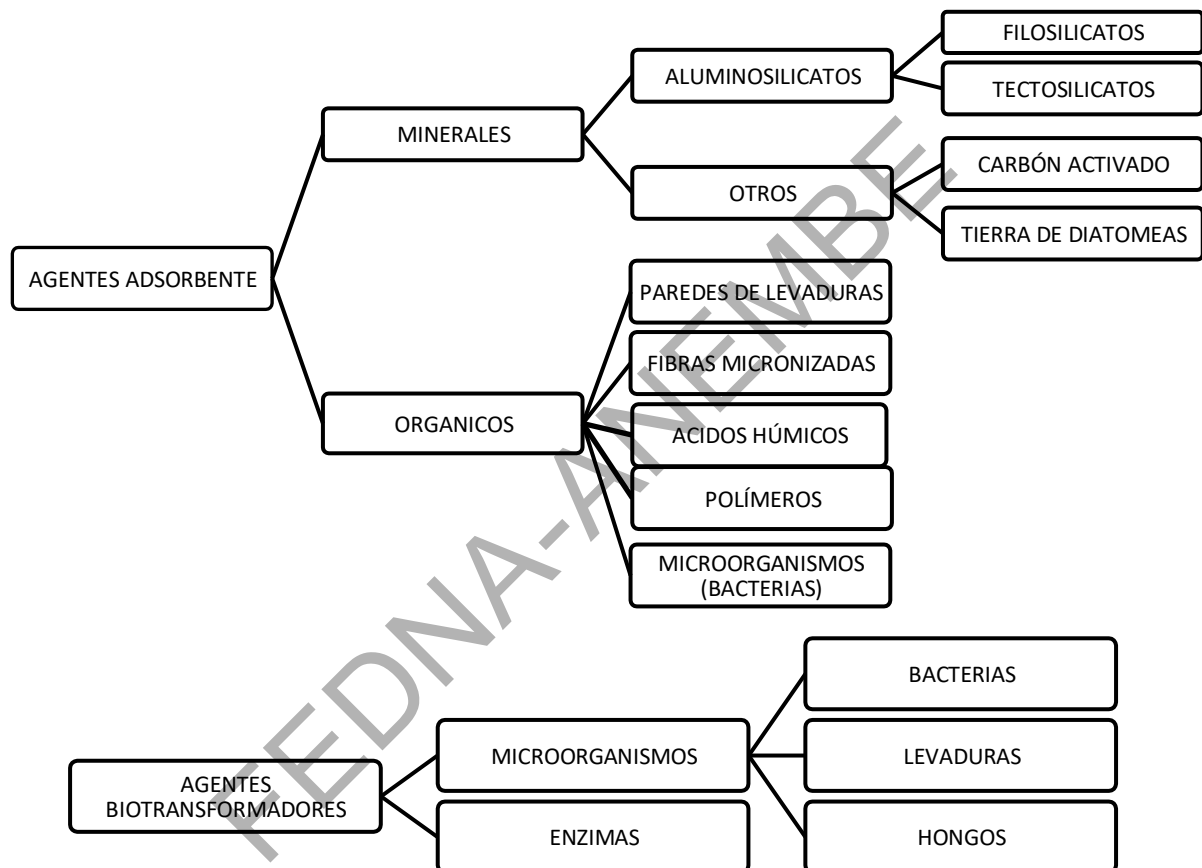 FILOSILICATOS
ALUMINOSILICATOS
TECTOSILICATOS
MINERALES
CARBÓN ACTIVADO
OTROS
TIERRA DE DIATOMEAS
AGENTES ADSORBENTE
PAREDES DE LEVADURAS
FIBRAS MICRONIZADAS
ORGANICOS
ACIDOS HÚMICOS
POLÍMEROS
MICROORGANISMOS
(BACTERIAS)
BACTERIAS
MICROORGANISMOS
LEVADURAS
AGENTES
BIOTRANSFORMADORES
ENZIMAS
HONGOS
FEDNA-ANEMBE